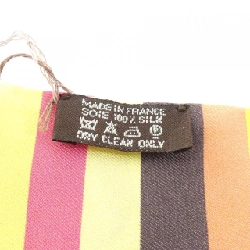 MADE IN FRANCE
SOIE 100% SILK
DRY CLEAN ONLY